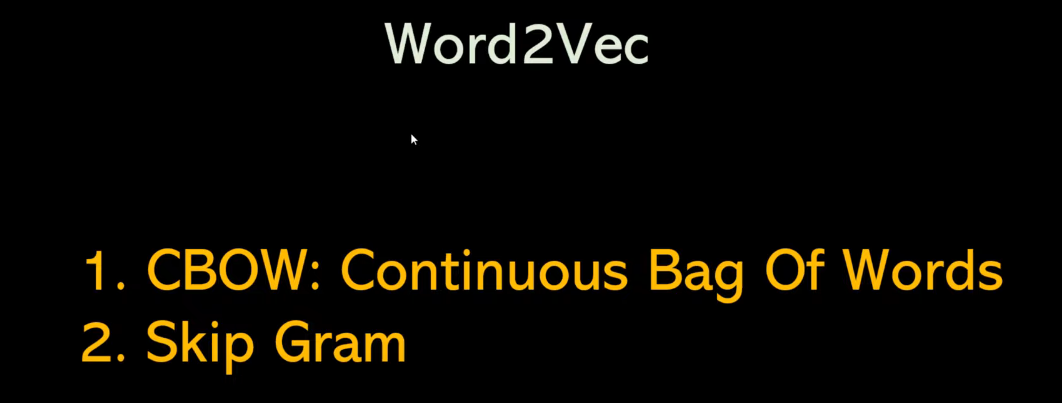 Word2Vec
1. CBOW: Continuous Bag Of Words
2. Skip Gram